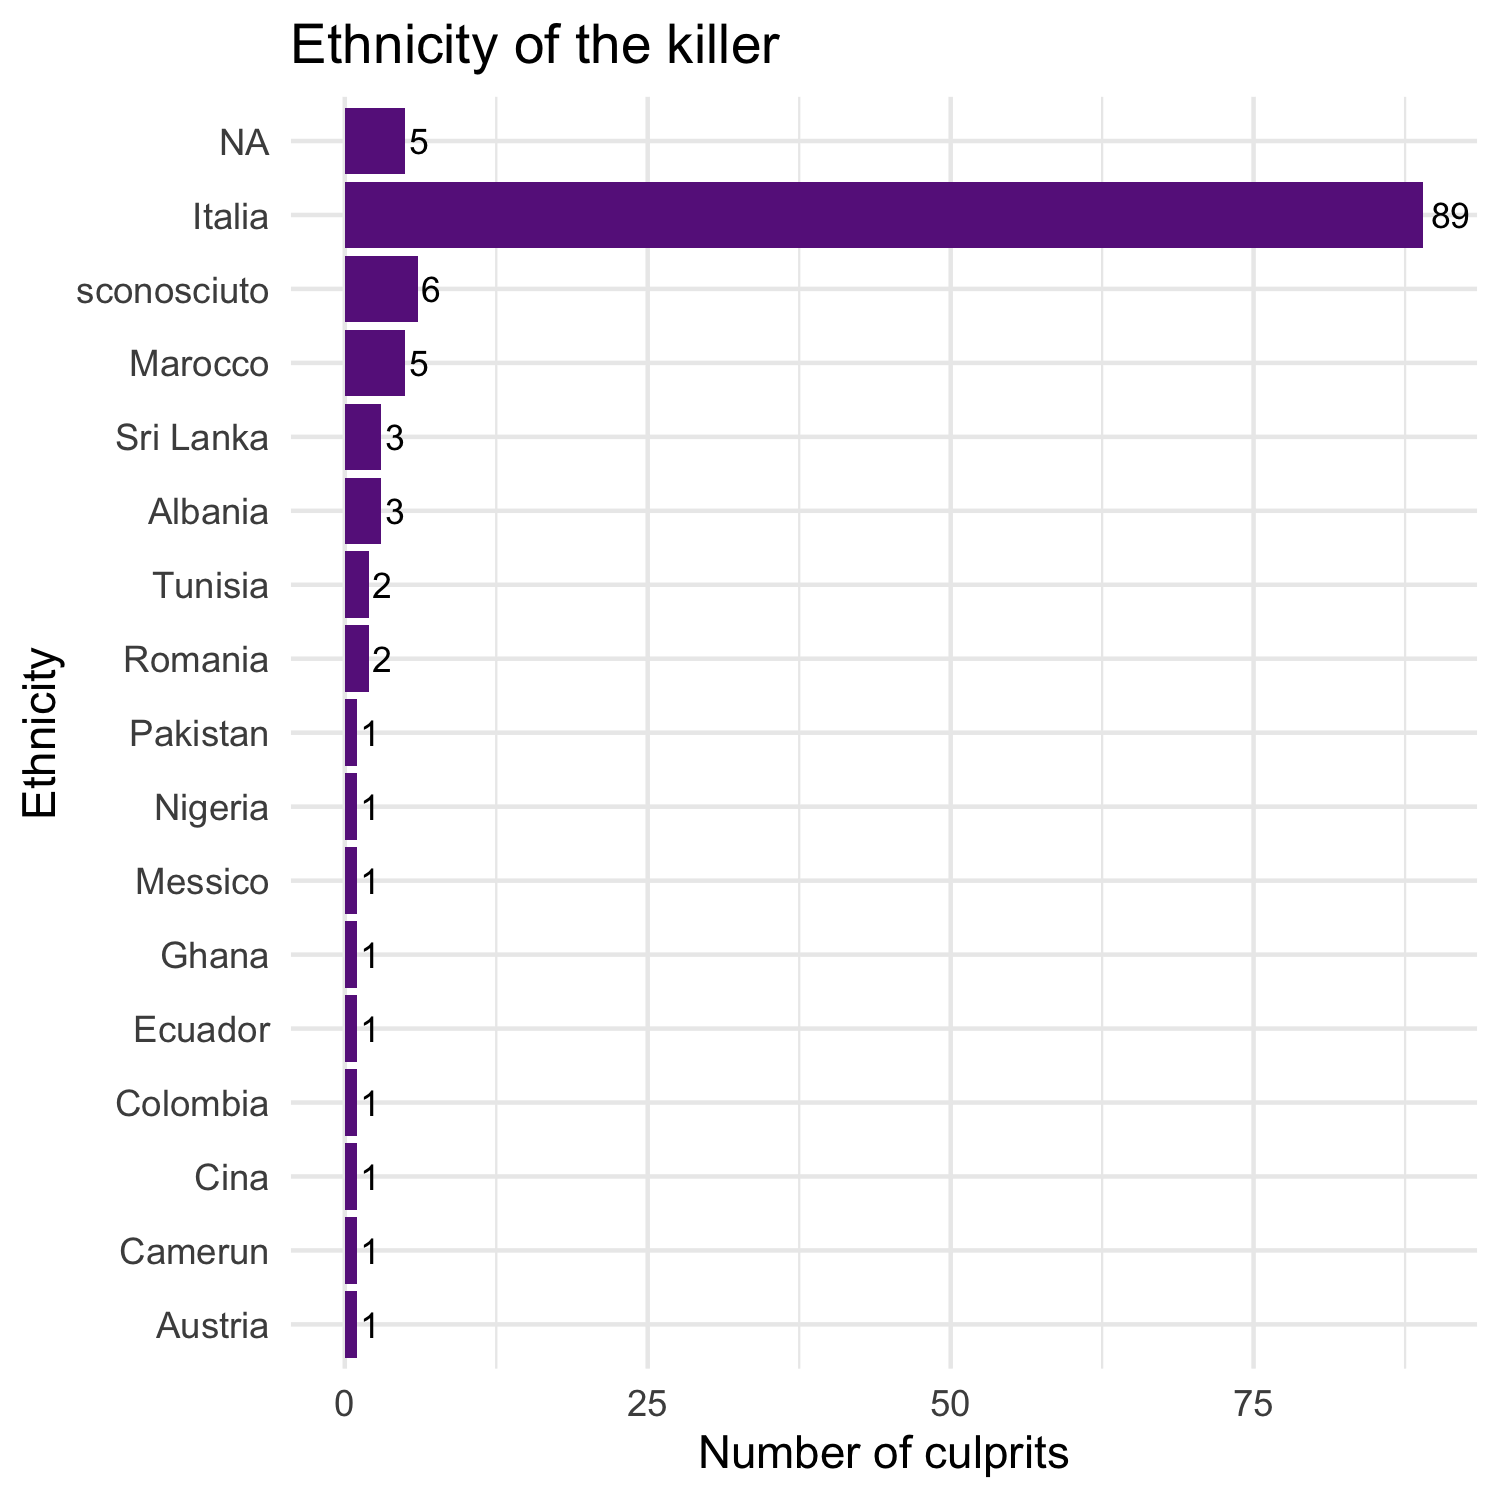 Ethnicity of the killer
NA 5
Italia 89
sconosciuto 6
Marocco 5
Sri Lanka 3
Albania 3
Tunisia 2
Romania 2
Pakistan 1
Nigeria 1
Messico 1
Ghana 1
Ecuador 1
Colombia 1
Cina 1
Camerun 1
Austria 1
Ethnicity
0 25 50 75
Number of culprits